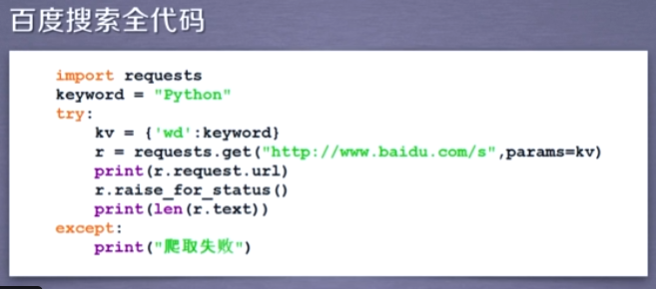 百度搜索全代码
import requests
keyword = "Python"
try:
    kv = {'wd':keyword}
    r = requests.get("http://www.baidu.com/s",params=kv)
    print(r.request.url)
    r.raise_for_status()
    print(len(r.text))
except:
    print("爬取失败")